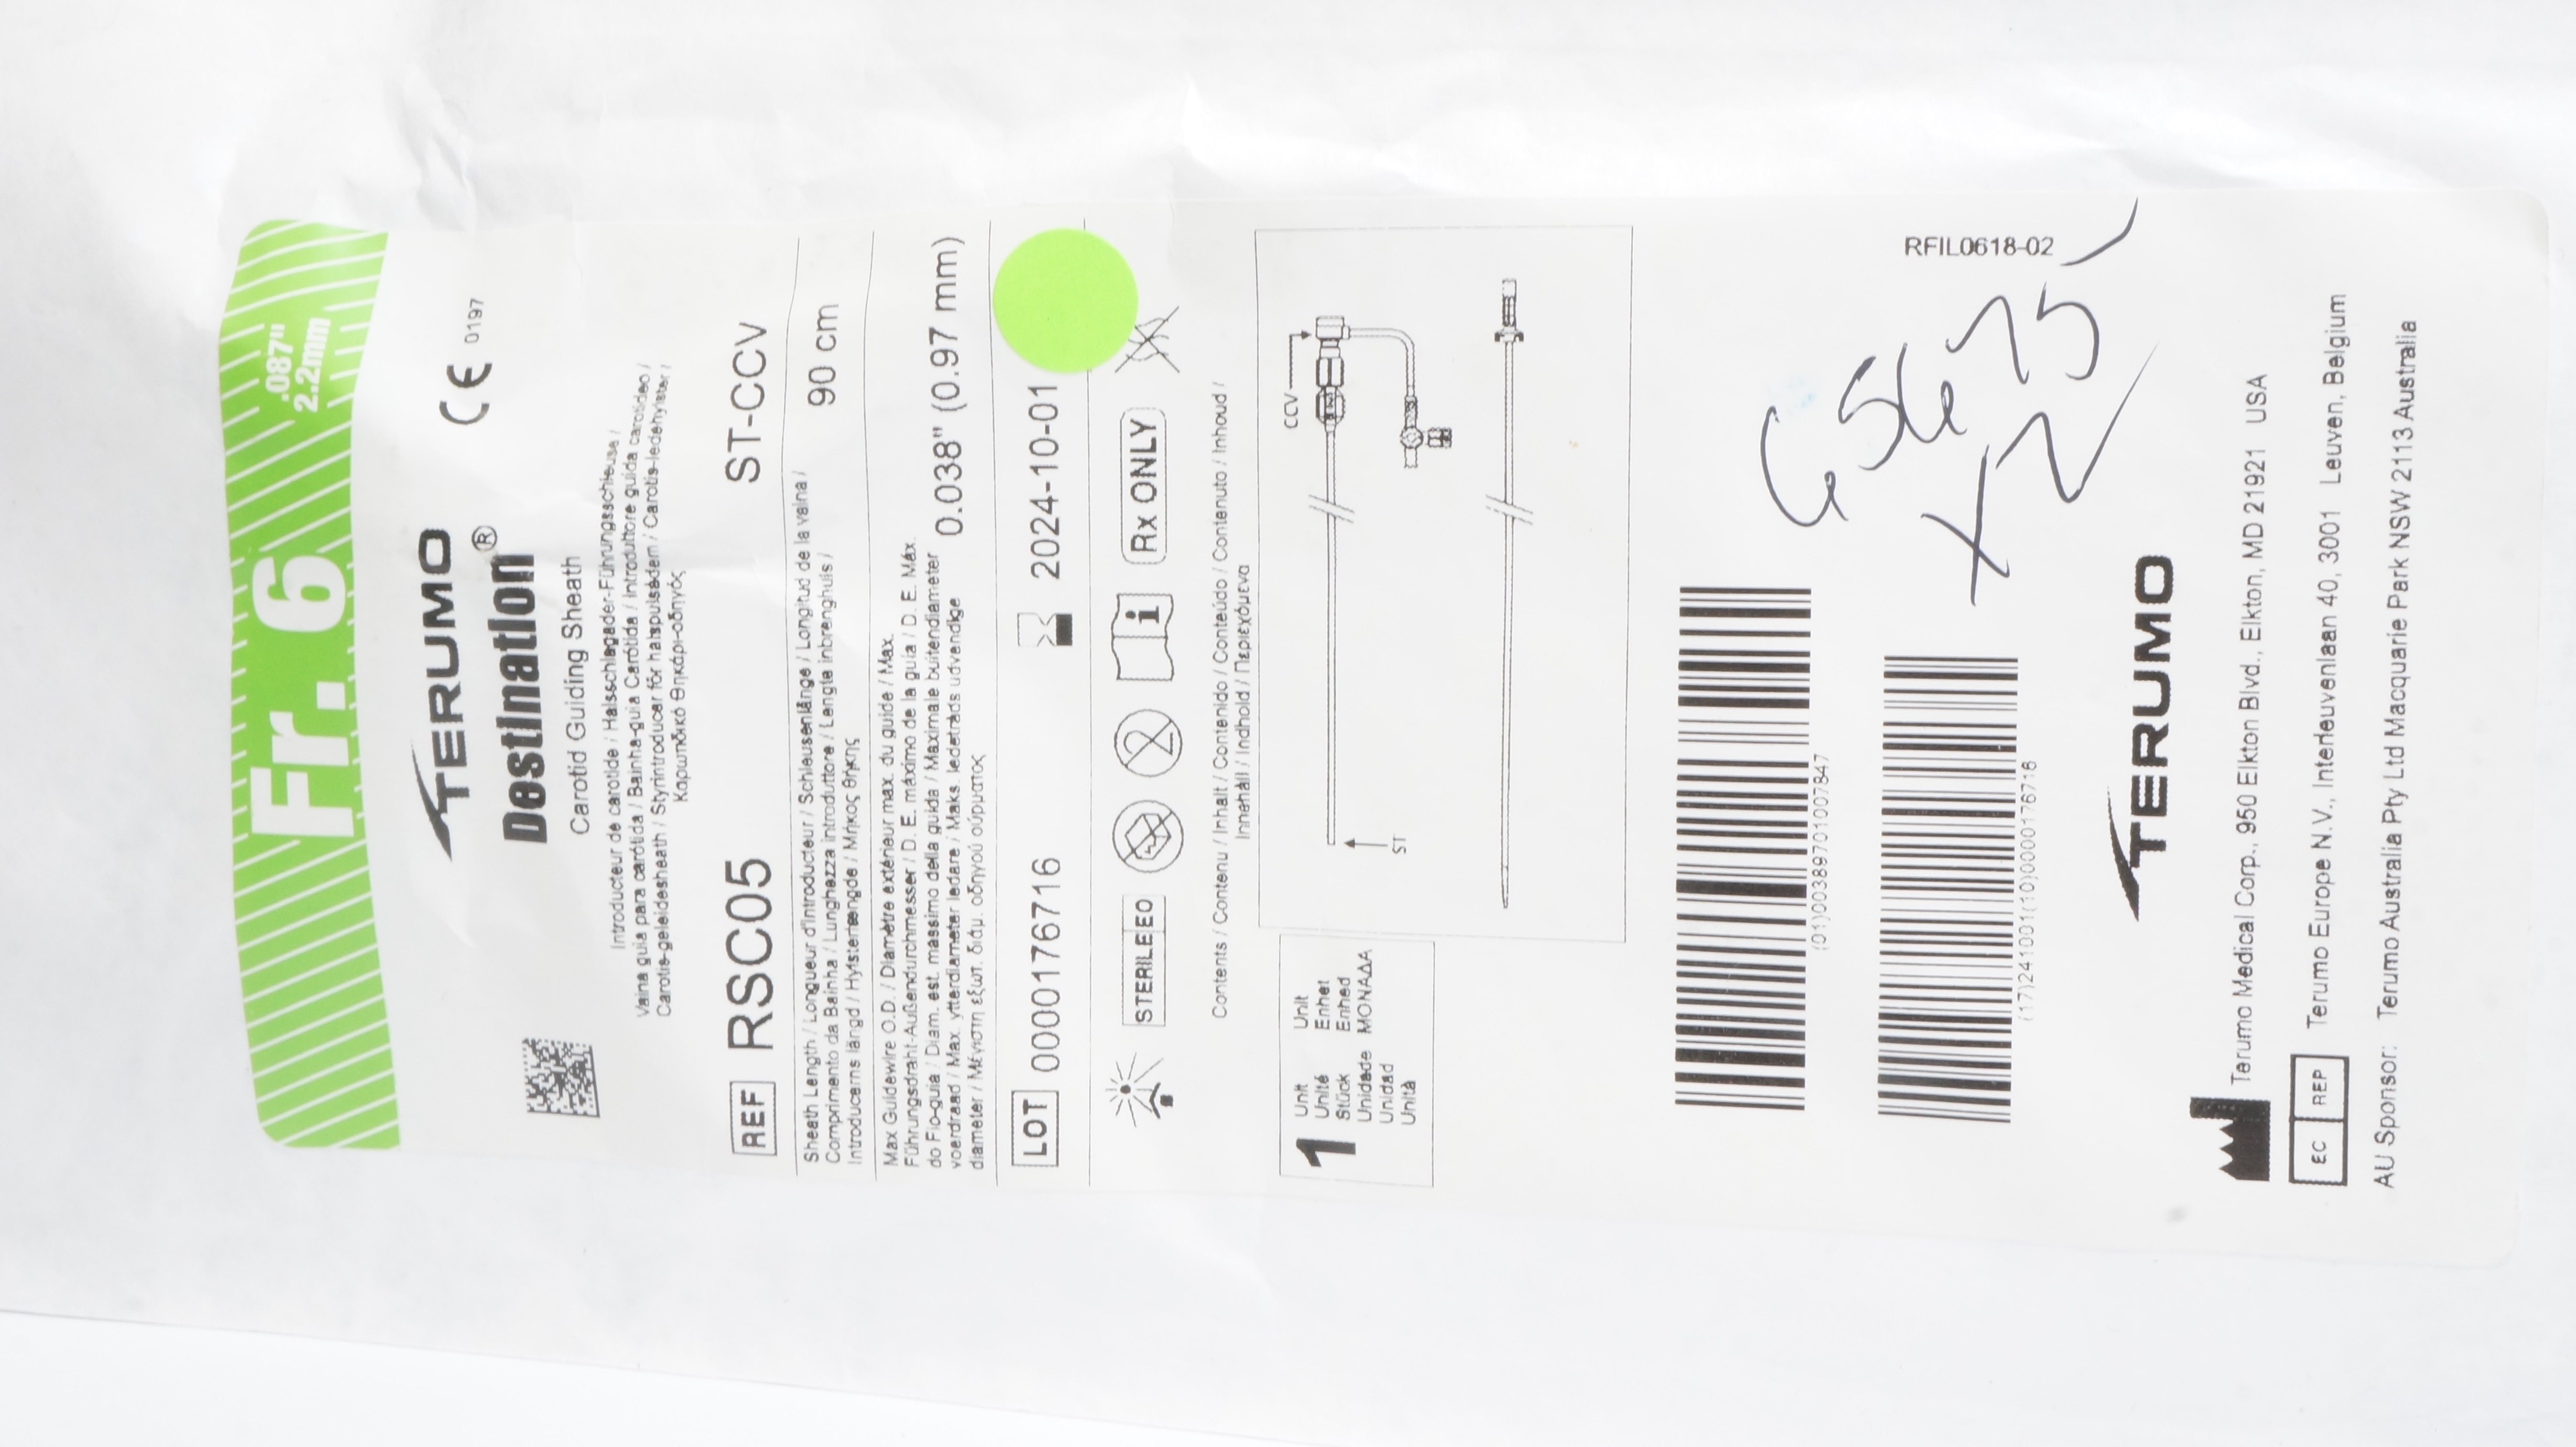 Fr. 6
.087"
2.2mm
TERUMO
CE 0197
Destination®
Carotid Guiding Sheath
Introducteur de carotide / Halsschlagader-Führungsschleuse /
Vaina guía para carótida / Bainha-guia Carótida / Introduttore guida carotideo /
Carotis-geleidesheath / Styrintroducer för halspulsådern / Carotis-ledehylster /
Καρωτιδικό θηκάρι-οδηγός
REF RSC05 ST-CCV
Sheath Length / Longueur d'introducteur / Schleusenlänge / Longitud de la vaina /
Comprimento da Bainha / Lunghezza introduttore / Lengte inbrenghuls /
Introducerns längd / Hylsterlængde / Μήκος θήκης
90 cm
Max Guidewire O.D. / Diamètre extérieur max. du guide / Max.
Führungsdraht-Außendurchmesser / D. E. máximo de la guía / D. E. Máx.
do Fio-guia / Diam. est. massimo della guida / Maximale buitendiameter
voerdraad / Max. ytterdiameter ledare / Maks. ledetråds udvendige
diameter / Μέγιστη εξωτ. διάμ. οδηγού σύρματος
0.038" (0.97 mm)
LOT 0000176716 2024-10-01
STERILE EO
2
i
Rx ONLY
Contents / Contenu / Inhalt / Contenido / Conteúdo / Contenuto / Inhoud /
Innehåll / Indhold / Περιεχόμενα
1
Unit Unit
Unité Enhet
Stück Enhed
Unidade ΜΟΝΑΔΑ
Unidad
Unità
CCV
ST
(01)00389701007847
(17)241001(10)0000176716
RFIL0618-02
G5675
x2
TERUMO
Terumo Medical Corp., 950 Elkton Blvd., Elkton, MD 21921 USA
EC REP Terumo Europe N.V., Interleuvenlaan 40, 3001 Leuven, Belgium
AU Sponsor: Terumo Australia Pty Ltd Macquarie Park NSW 2113 Australia